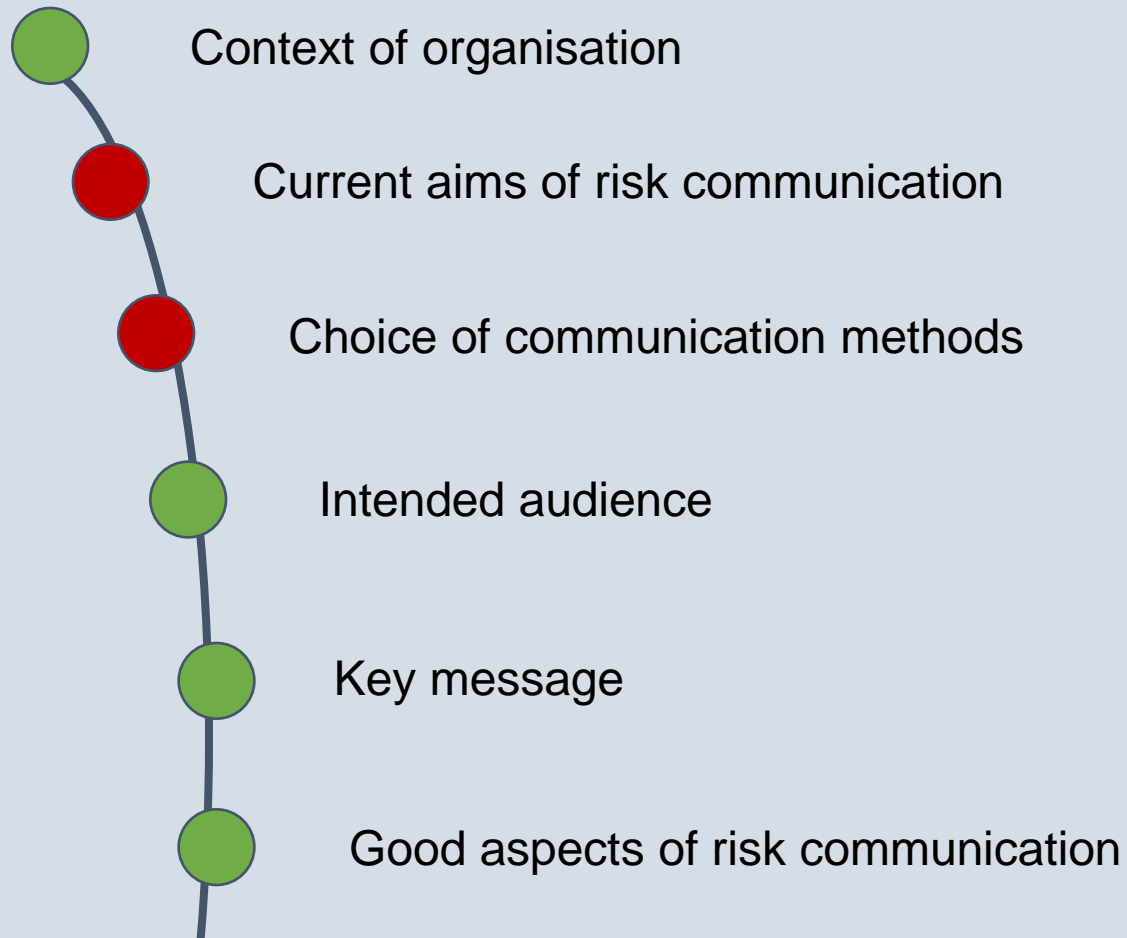 Context of organisation
Current aims of risk communication
Choice of communication methods
Intended audience
Key message
Good aspects of risk communication